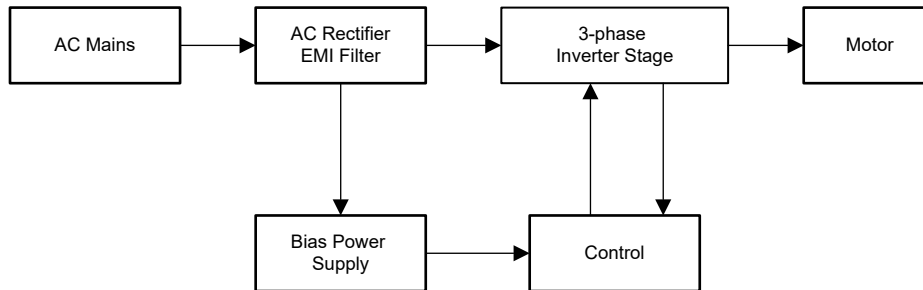 AC Mains
AC Rectifier
EMI Filter
3-phase
Inverter Stage
Motor
Bias Power
Supply
Control